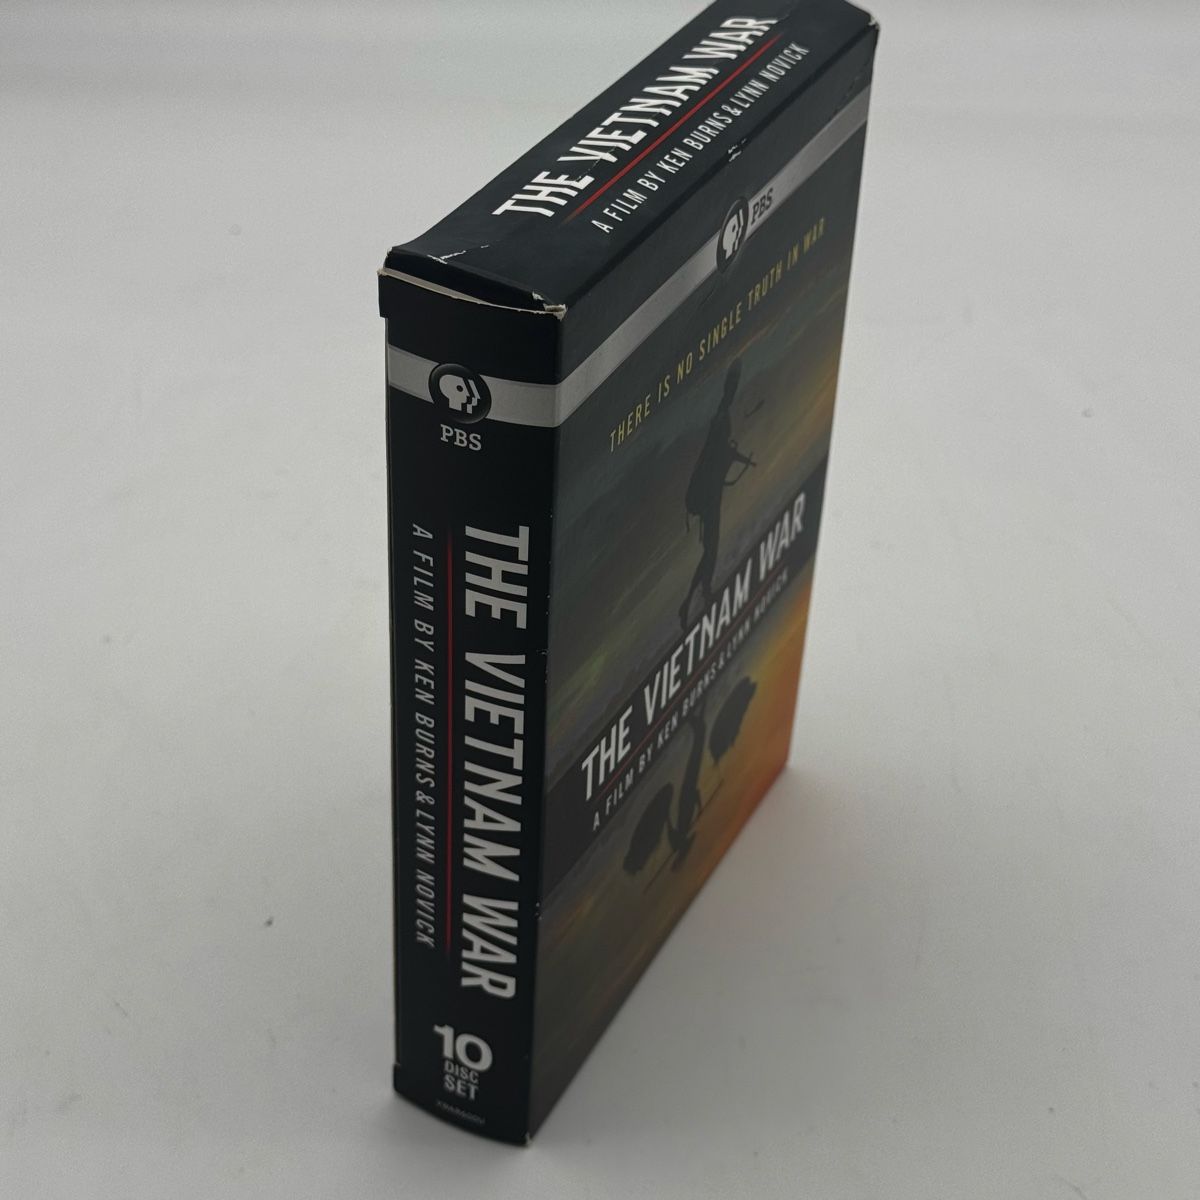 THE VIETNAM WAR
A FILM BY KEN BURNS & LYNN NOVICK
PBS
THERE IS NO SINGLE TRUTH IN WAR
THE VIETNAM WAR
A FILM BY KEN BURNS & LYNN NOVICK
PBS
THE VIETNAM WAR
A FILM BY KEN BURNS & LYNN NOVICK
10
DISC
SET